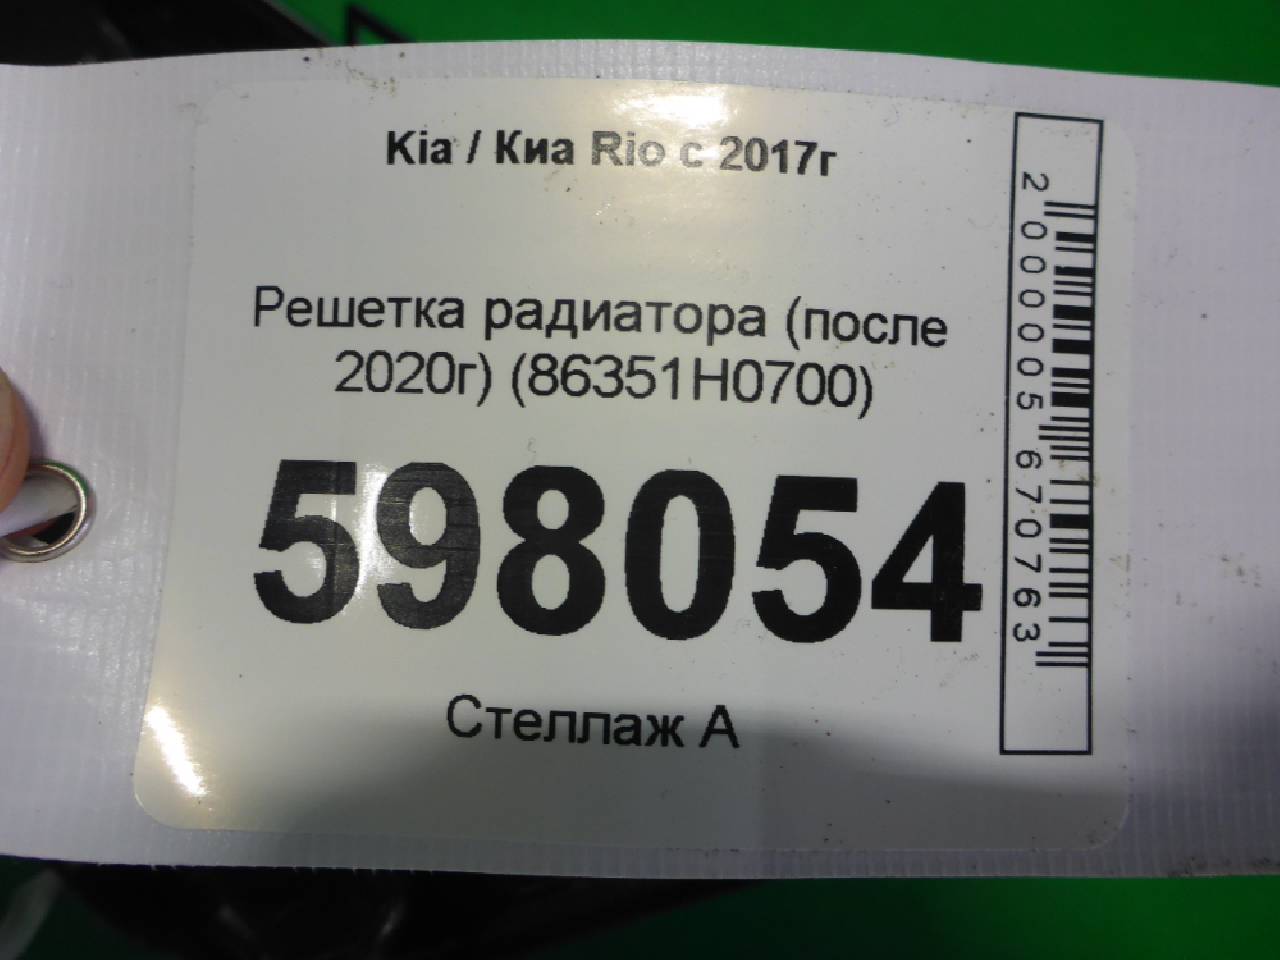 Kia / Киа Rio с 2017г
Решетка радиатора (после
2020г) (86351H0700)
598054
Стеллаж А
2000005670763